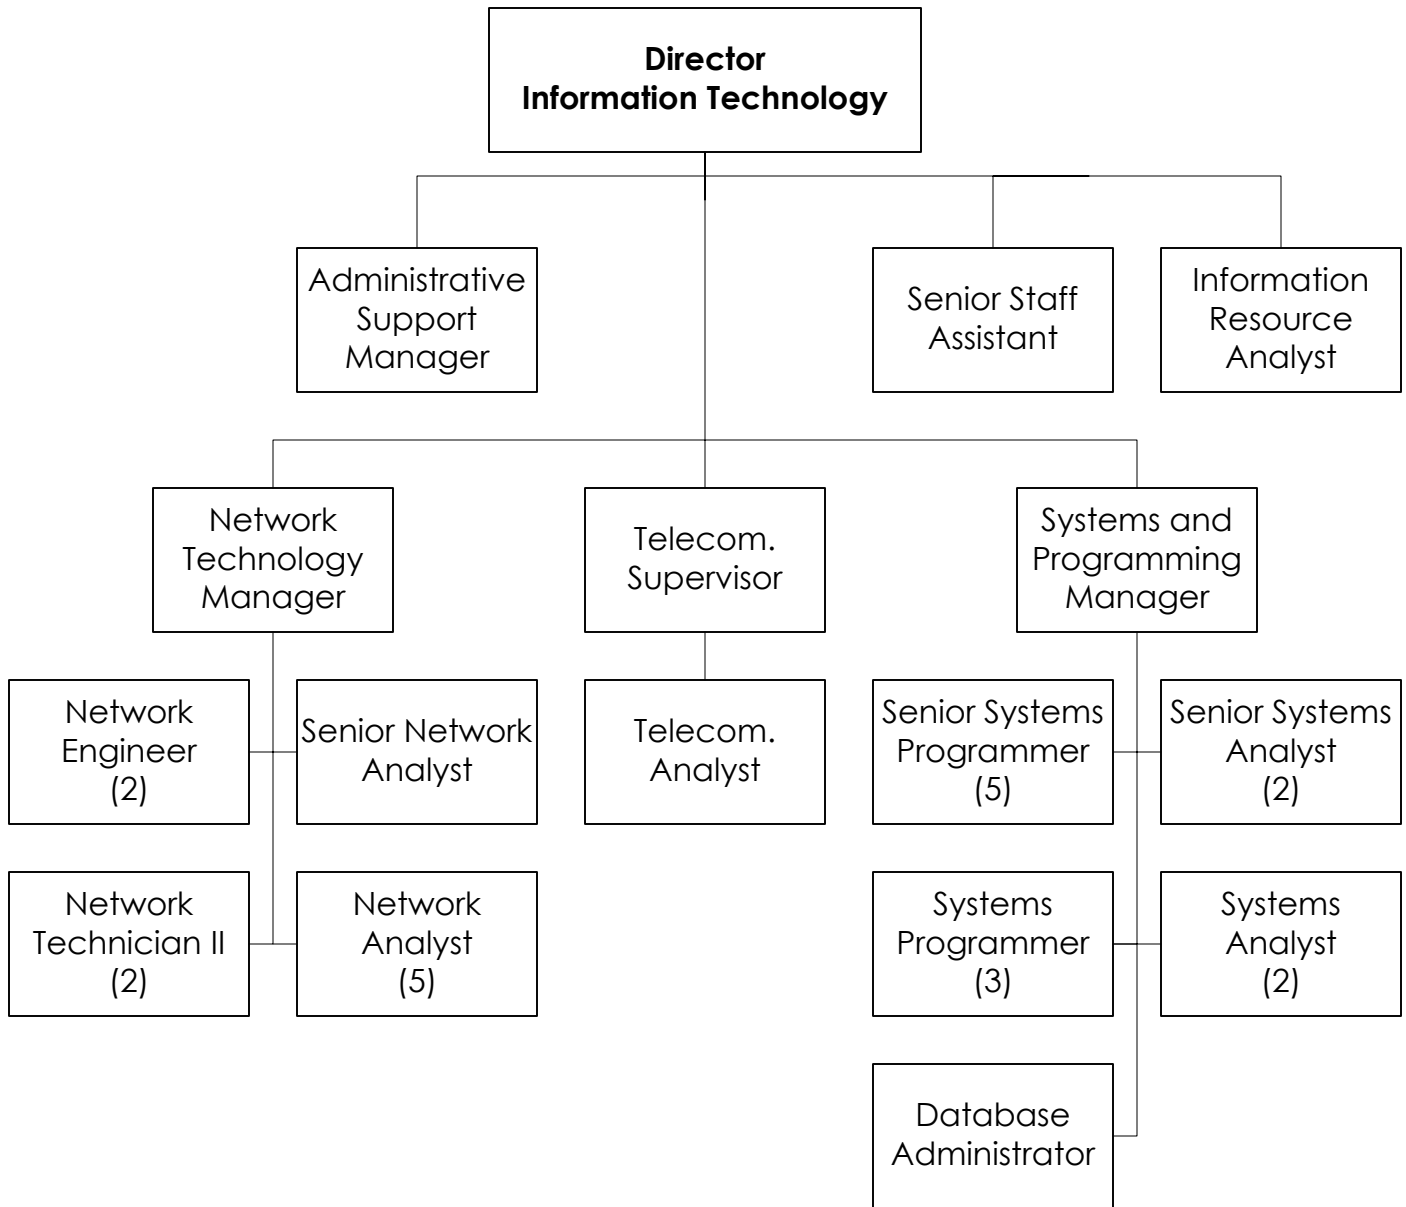 Director
Information Technology
Administrative
Support
Manager
Senior Staff
Assistant
Information
Resource
Analyst
Network
Technology
Manager
Telecom.
Supervisor
Systems and
Programming
Manager
Network
Engineer
(2)
Senior Network
Analyst
Telecom.
Analyst
Senior Systems
Programmer
(5)
Senior Systems
Analyst
(2)
Network
Technician II
(2)
Network
Analyst
(5)
Systems
Programmer
(3)
Systems
Analyst
(2)
Database
Administrator